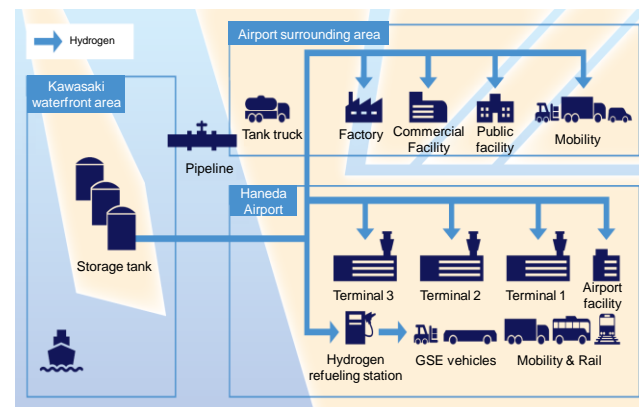 Hydrogen
Airport surrounding area
Kawasaki
waterfront area
Tank truck
Factory
Commercial
Facility
Public
facility
Mobility
Pipeline
Haneda
Airport
Storage tank
Terminal 3
Terminal 2
Terminal 1
Airport
facility
Hydrogen
refueling station
GSE vehicles
Mobility & Rail